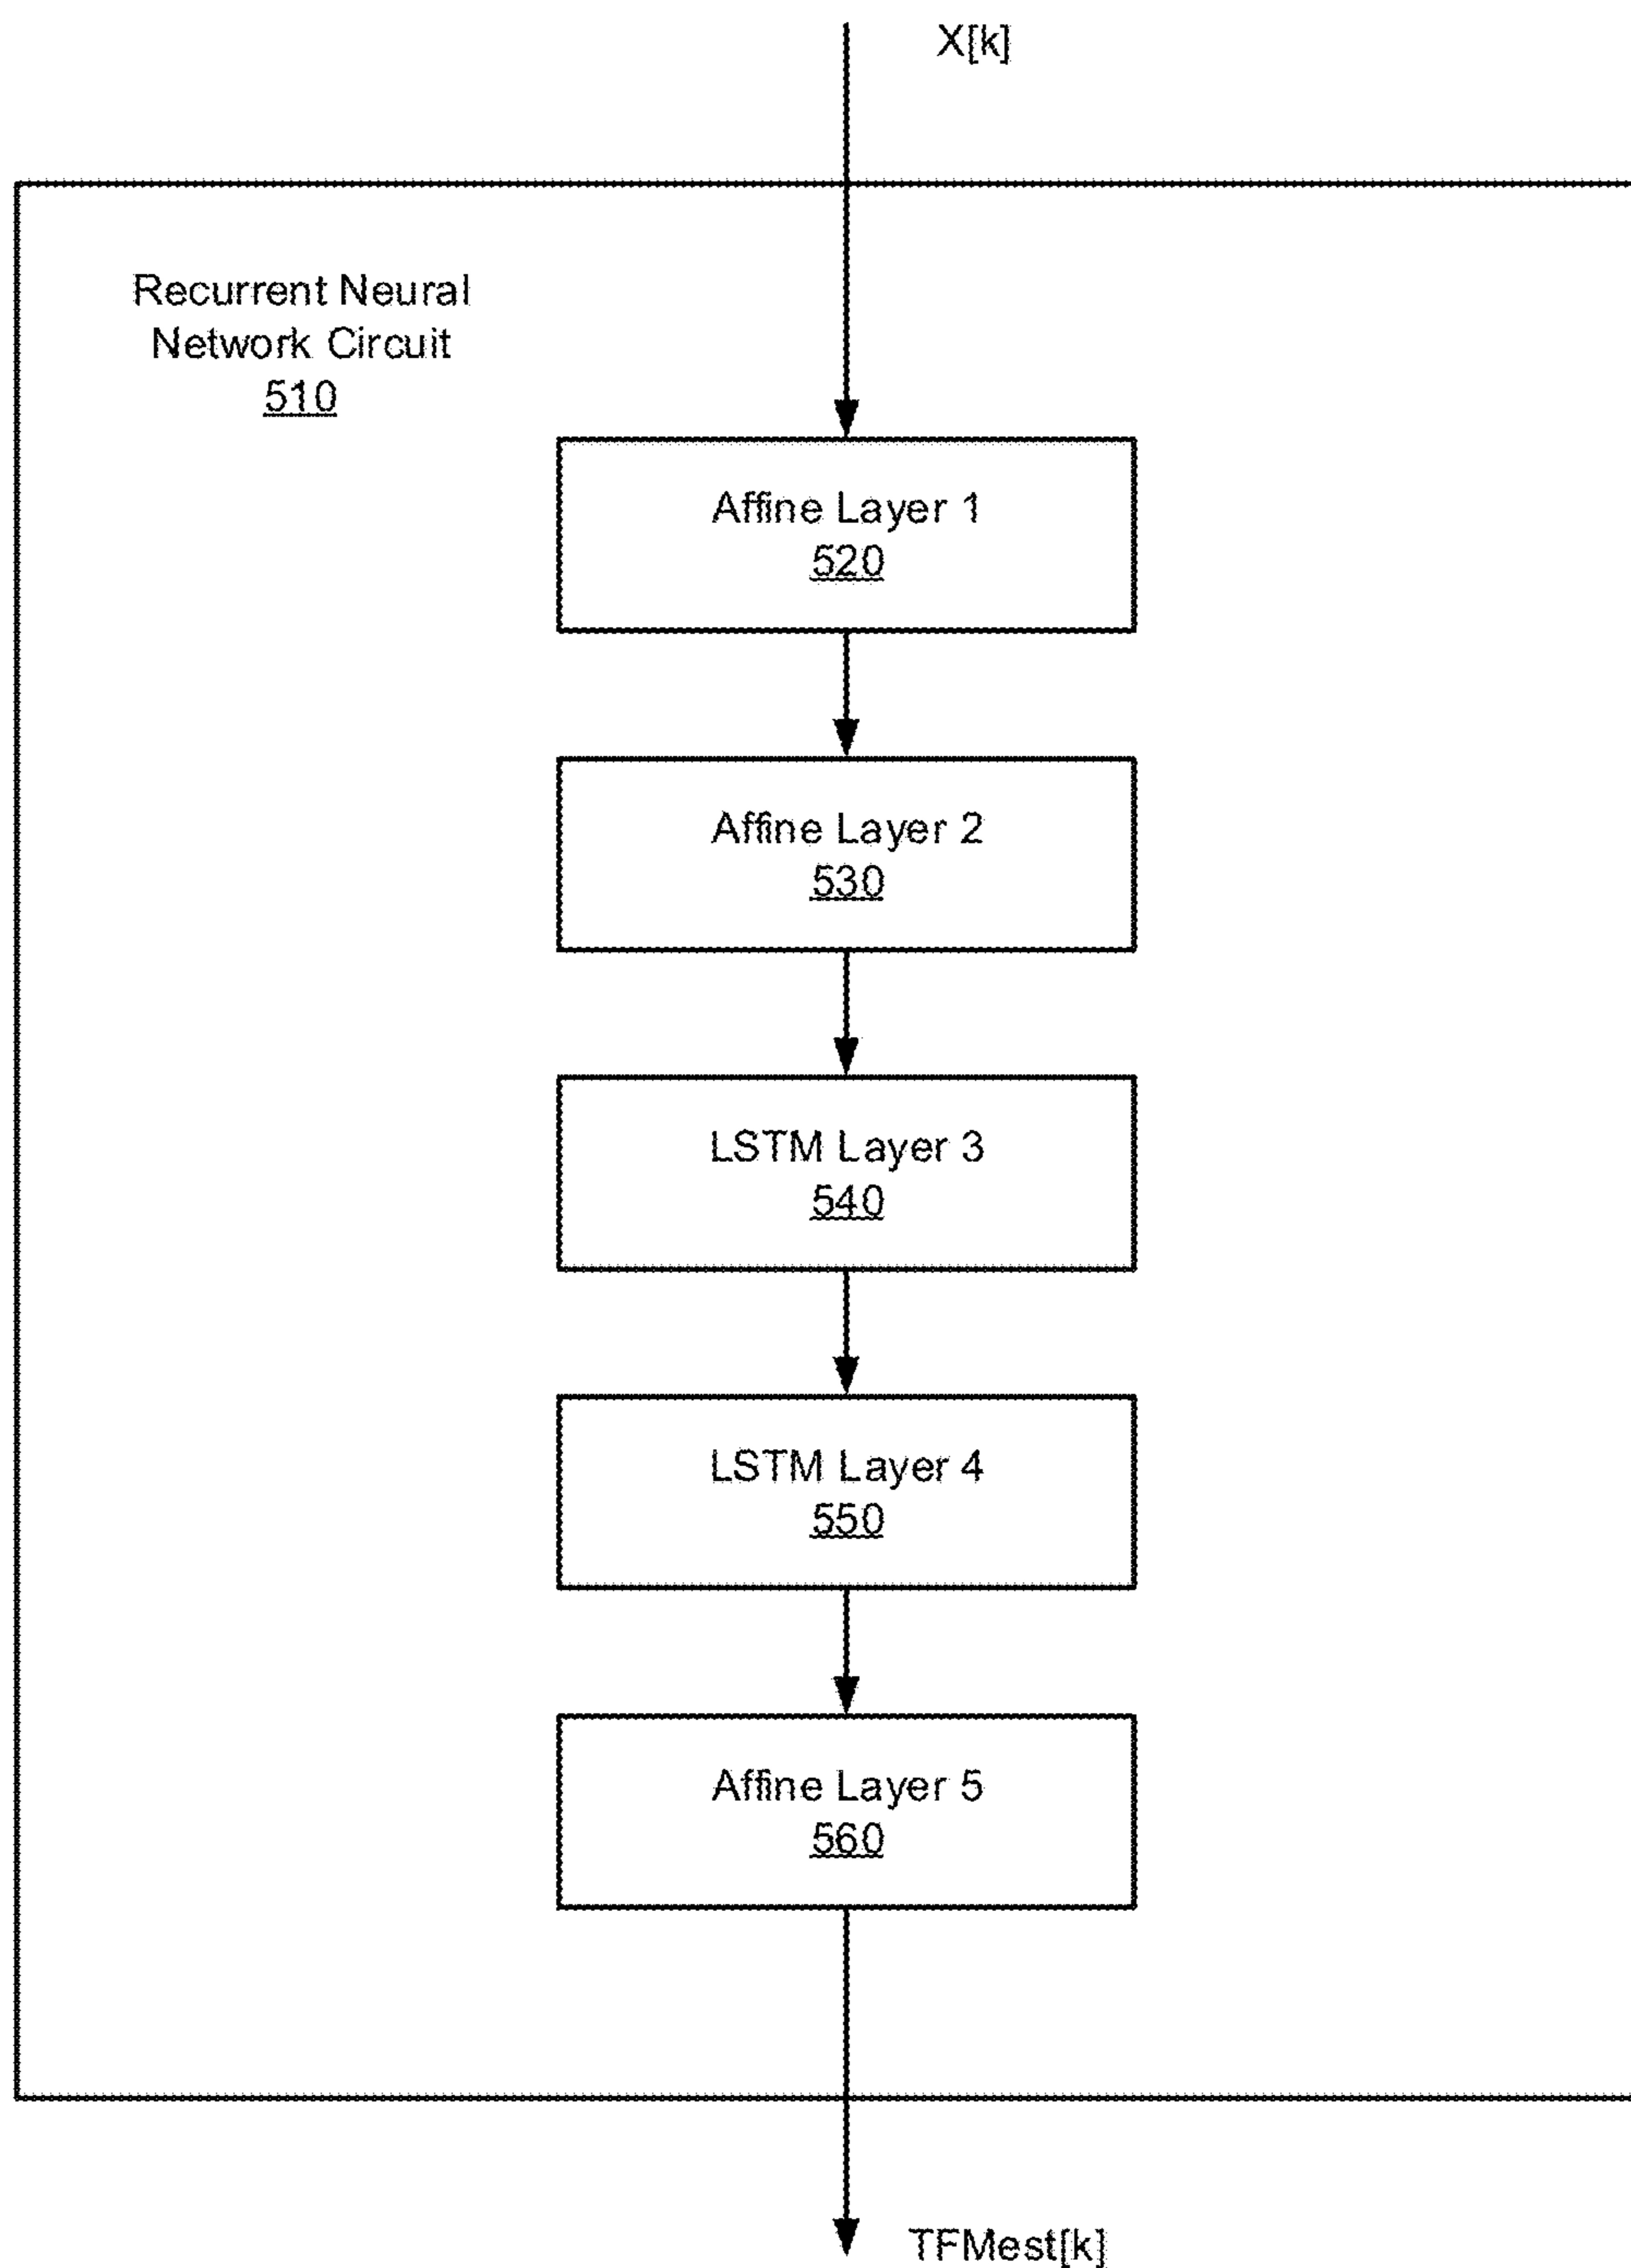 X[k]
Recurrent Neural
Network Circuit
510
Affine Layer 1
520
Affine Layer 2
530
LSTM Layer 3
540
LSTM Layer 4
550
Affine Layer 5
560
TFMest[k]